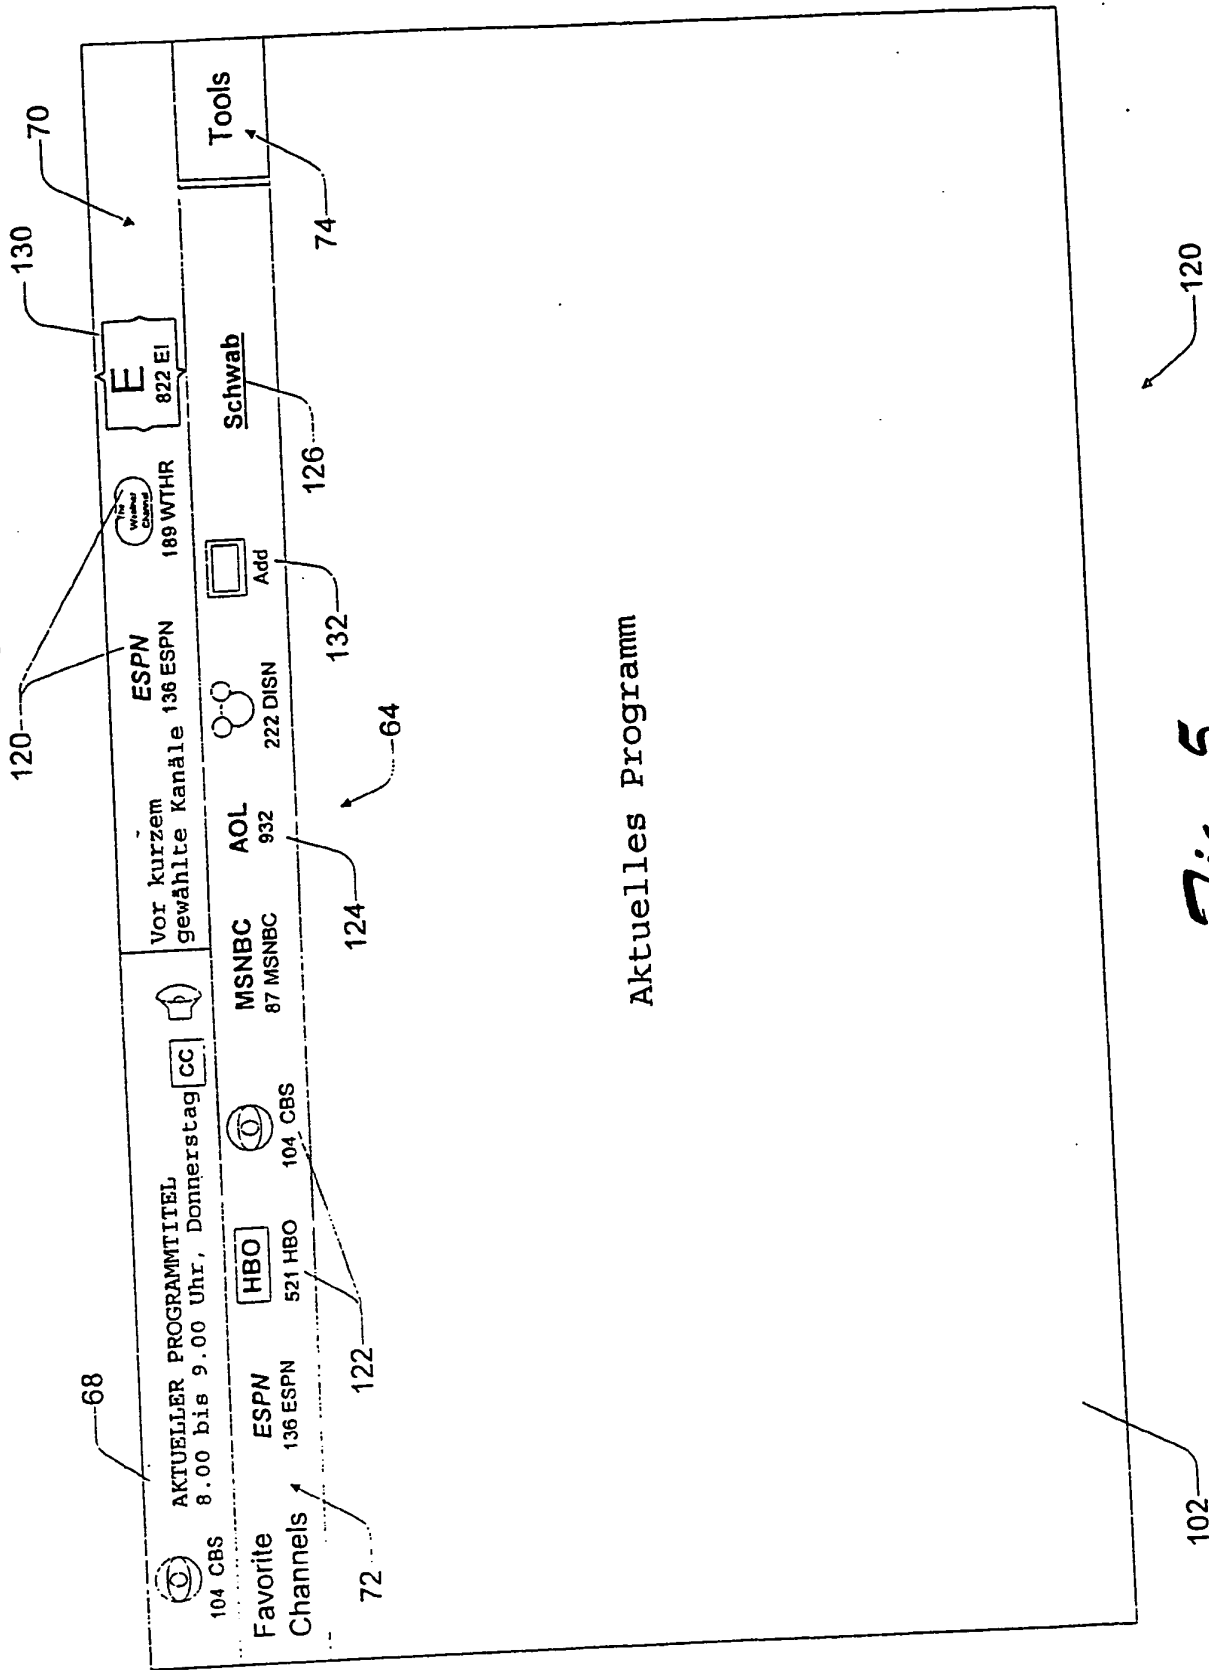 120
130
70
68
104 CBS
AKTUELLER PROGRAMMTITEL
8.00 bis 9.00 Uhr, Donnerstag
CC
Vor kurzem
gewählte Kanäle
ESPN
136 ESPN
The
Weather
Channel
189 WTHR
E
822 E!
Favorite
Channels
ESPN
136 ESPN
HBO
521 HBO
104 CBS
MSNBC
87 MSNBC
AOL
932
222 DISN
Add
Schwab
Tools
72
122
124
64
132
126
74
Aktuelles Programm
102
120